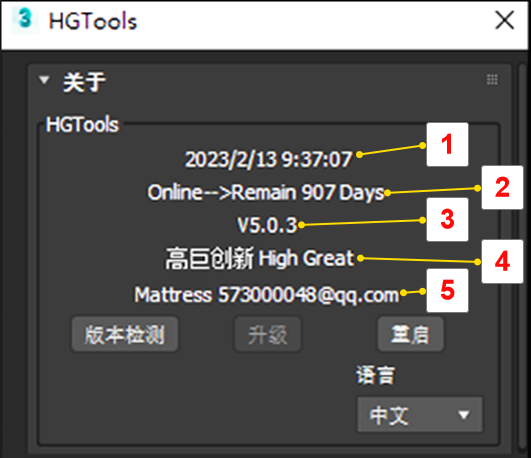 HGTools
关于
HGTools
2023/2/13 9:37:07 1
Online-->Remain 907 Days 2
V5.0.3 3
高巨创新 High Great 4
Mattress 573000048@qq.com 5
版本检测 升级 重启
语言
中文